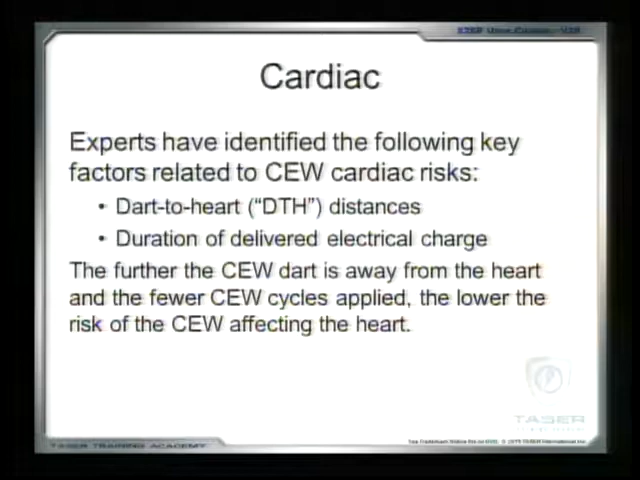 Cardiac
Experts have identified the following key
factors related to CEW cardiac risks:
• Dart-to-heart ("DTH") distances
• Duration of delivered electrical charge
The further the CEW dart is away from the heart
and the fewer CEW cycles applied, the lower the
risk of the CEW affecting the heart.
TASER
TASER TRAINING ACADEMY